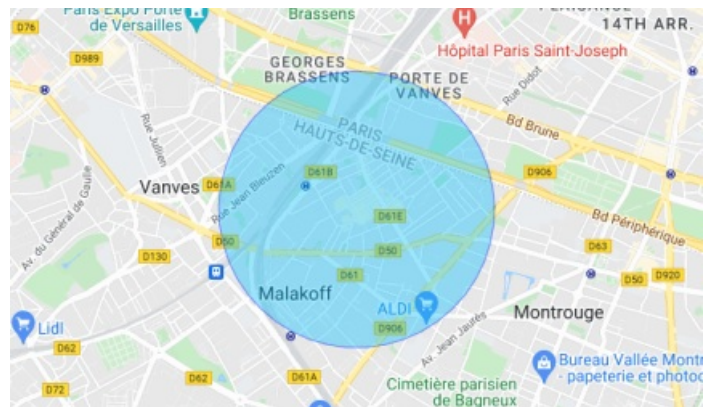 Paris Expo Porte
de Versailles
Brassens
14TH ARR.
D76
Hôpital Paris Saint-Joseph
D989
GEORGES
BRASSENS
PORTE DE
VANVES
Rue Didot
Rue Julien
PARIS
HAUTS-DE-SEINE
Bd Brune
D61B
D906
Vanves
D61A
Rue Jean Bleuzen
Av. du Général de Gaulle
D61E
Bd Périphérique
D50
D50
D63
D130
D61
D50
D920
Malakoff
ALDI
Montrouge
Lidl
D906
Av. Jean Jaurès
D62
Bureau Vallée Montr
- papeterie et photoc
D62
D61A
D72
Cimetière parisien
de Bagneux